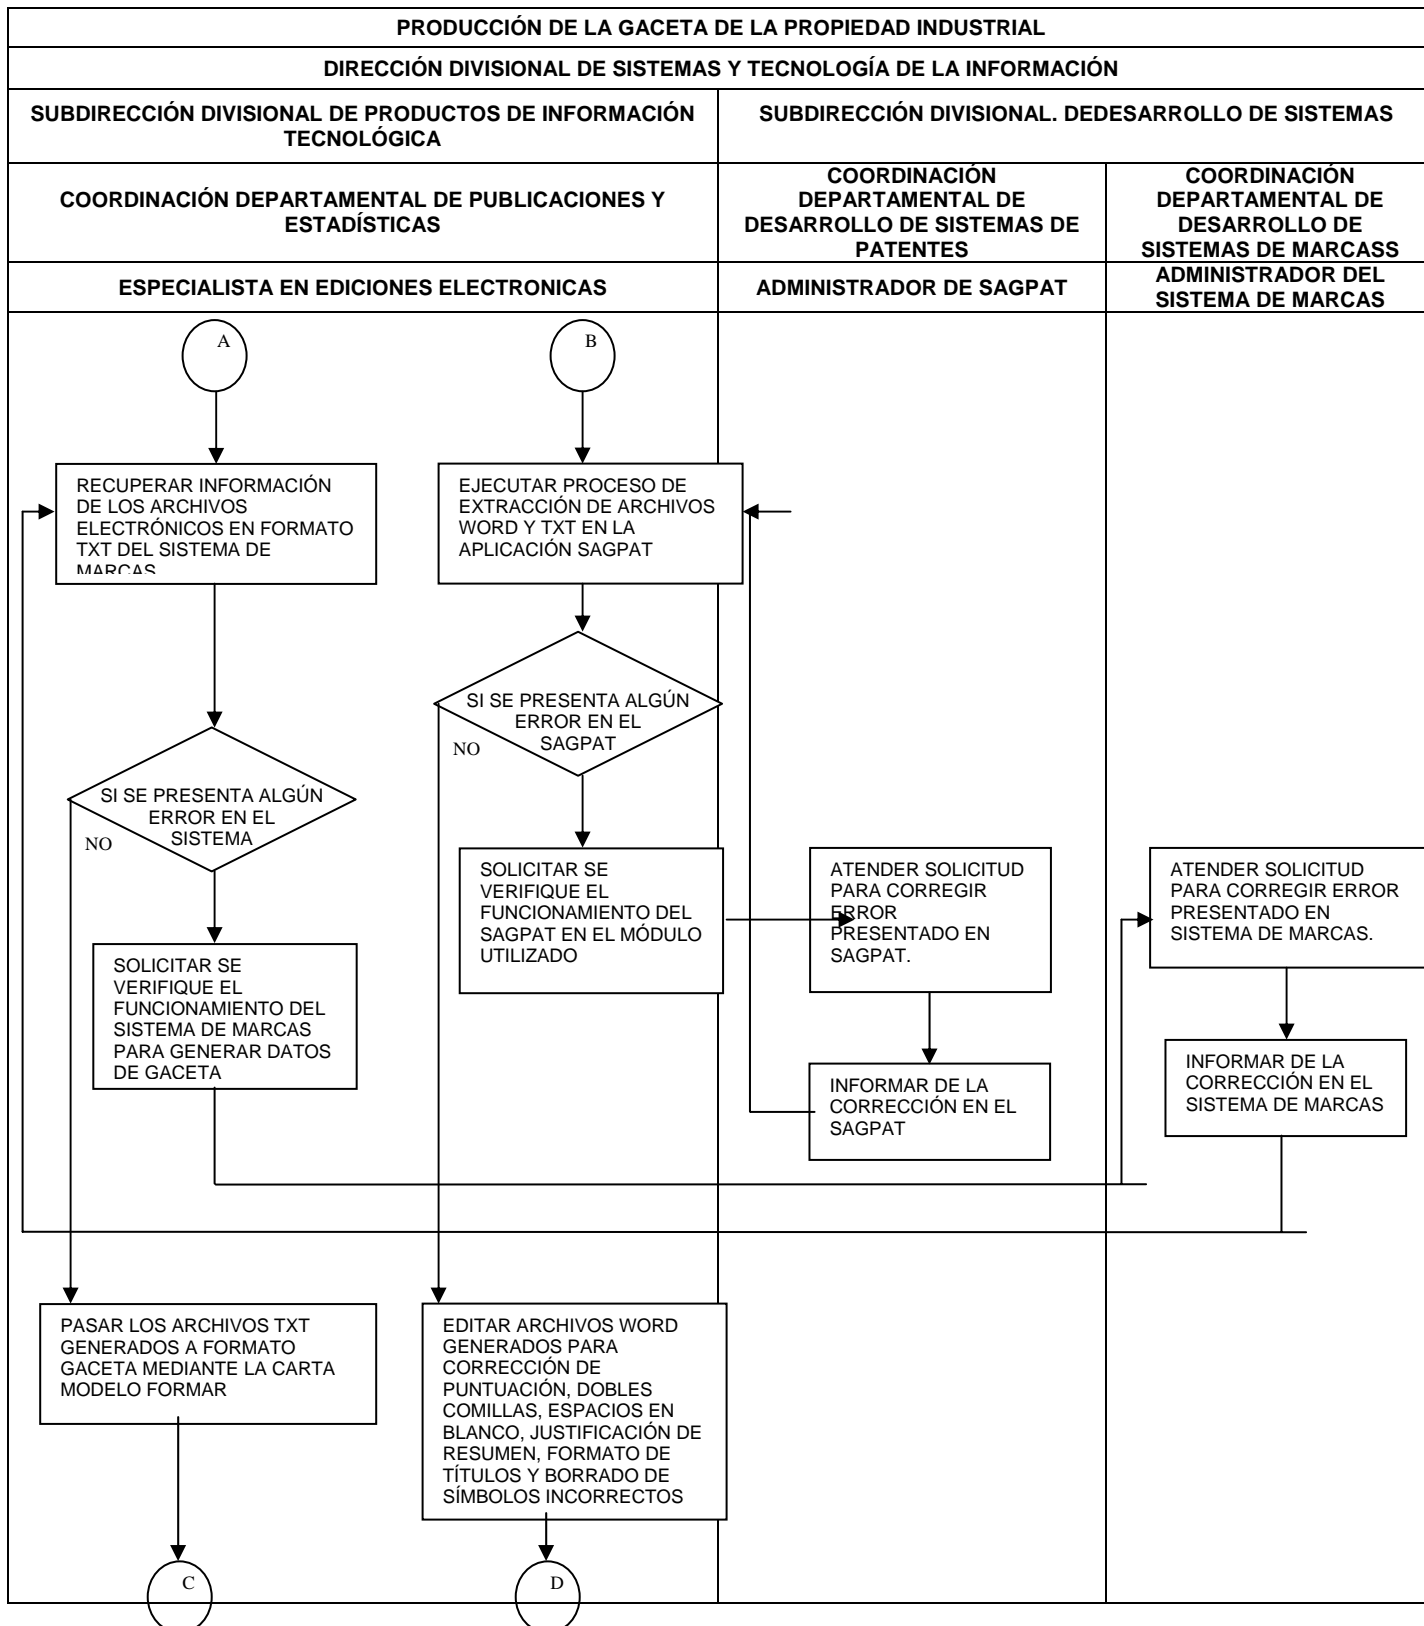 PRODUCCIÓN DE LA GACETA DE LA PROPIEDAD INDUSTRIAL
DIRECCIÓN DIVISIONAL DE SISTEMAS Y TECNOLOGÍA DE LA INFORMACIÓN
SUBDIRECCIÓN DIVISIONAL DE PRODUCTOS DE INFORMACIÓN
TECNOLÓGICA
SUBDIRECCIÓN DIVISIONAL. DEDESARROLLO DE SISTEMAS
COORDINACIÓN DEPARTAMENTAL DE PUBLICACIONES Y
ESTADÍSTICAS
COORDINACIÓN
DEPARTAMENTAL DE
DESARROLLO DE SISTEMAS DE
PATENTES
COORDINACIÓN
DEPARTAMENTAL DE
DESARROLLO DE
SISTEMAS DE MARCASS
ESPECIALISTA EN EDICIONES ELECTRONICAS
ADMINISTRADOR DE SAGPAT
ADMINISTRADOR DEL
SISTEMA DE MARCAS
A
B
RECUPERAR INFORMACIÓN
DE LOS ARCHIVOS
ELECTRÓNICOS EN FORMATO
TXT DEL SISTEMA DE
MARCAS
EJECUTAR PROCESO DE
EXTRACCIÓN DE ARCHIVOS
WORD Y TXT EN LA
APLICACIÓN SAGPAT
SI SE PRESENTA ALGÚN
ERROR EN EL
SAGPAT
NO
SI SE PRESENTA ALGÚN
ERROR EN EL
SISTEMA
NO
SOLICITAR SE
VERIFIQUE EL
FUNCIONAMIENTO DEL
SAGPAT EN EL MÓDULO
UTILIZADO
ATENDER SOLICITUD
PARA CORREGIR
ERROR
PRESENTADO EN
SAGPAT.
ATENDER SOLICITUD
PARA CORREGIR ERROR
PRESENTADO EN
SISTEMA DE MARCAS.
SOLICITAR SE
VERIFIQUE EL
FUNCIONAMIENTO DEL
SISTEMA DE MARCAS
PARA GENERAR DATOS
DE GACETA
INFORMAR DE LA
CORRECCIÓN EN EL
SAGPAT
INFORMAR DE LA
CORRECCIÓN EN EL
SISTEMA DE MARCAS
PASAR LOS ARCHIVOS TXT
GENERADOS A FORMATO
GACETA MEDIANTE LA CARTA
MODELO FORMAR
EDITAR ARCHIVOS WORD
GENERADOS PARA
CORRECCIÓN DE
PUNTUACIÓN, DOBLES
COMILLAS, ESPACIOS EN
BLANCO, JUSTIFICACIÓN DE
RESUMEN, FORMATO DE
TÍTULOS Y BORRADO DE
SÍMBOLOS INCORRECTOS
C
D